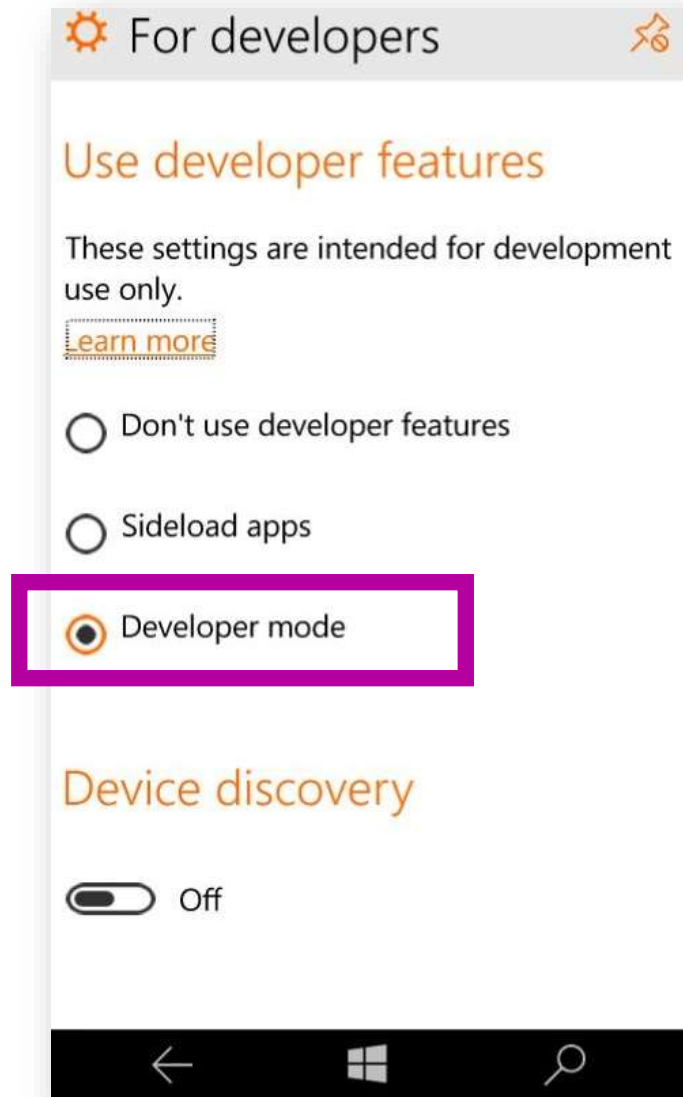 For developers
Use developer features
These settings are intended for development
use only.
Learn more
Don't use developer features
Sideload apps
Developer mode
Device discovery
Off